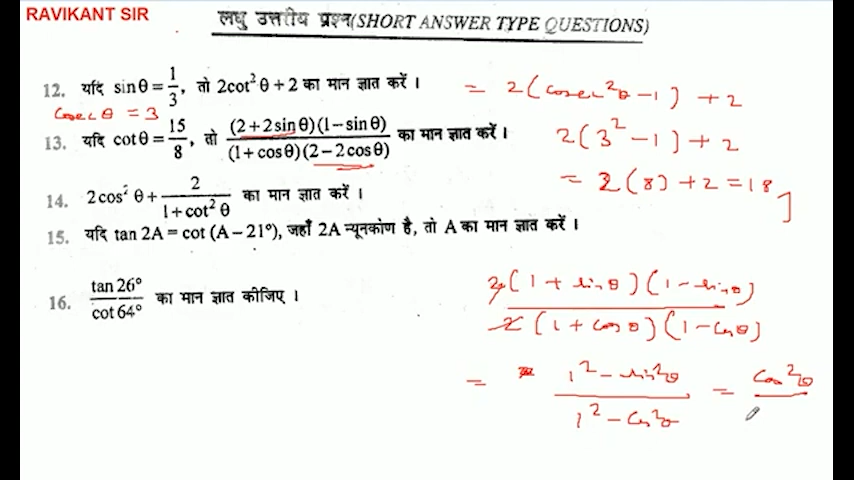 RAVIKANT SIR
लघु उत्तरीय प्रश्न(SHORT ANSWER TYPE QUESTIONS)
12. यदि sinθ = 1/3, तो 2cot²θ + 2 का मान ज्ञात करें ।
cosecθ = 3
= 2(cosec²θ - 1) + 2
13. यदि cotθ = 15/8, तो (2+2sinθ)(1-sinθ)/(1+cosθ)(2-2cosθ) का मान ज्ञात करें ।
2(3² - 1) + 2
= 2(8) + 2 = 18
14. 2cos²θ + 2/(1+cot²θ) का मान ज्ञात करें ।
15. यदि tan 2A = cot (A – 21°), जहाँ 2A न्यूनकोण है, तो A का मान ज्ञात करें ।
16. tan 26°/cot 64° का मान ज्ञात कीजिए ।
2(1 + sinθ)(1 - sinθ)
2(1 + cosθ)(1 - cosθ)
= 1² - sin²θ/1² - cos²θ = cos²θ